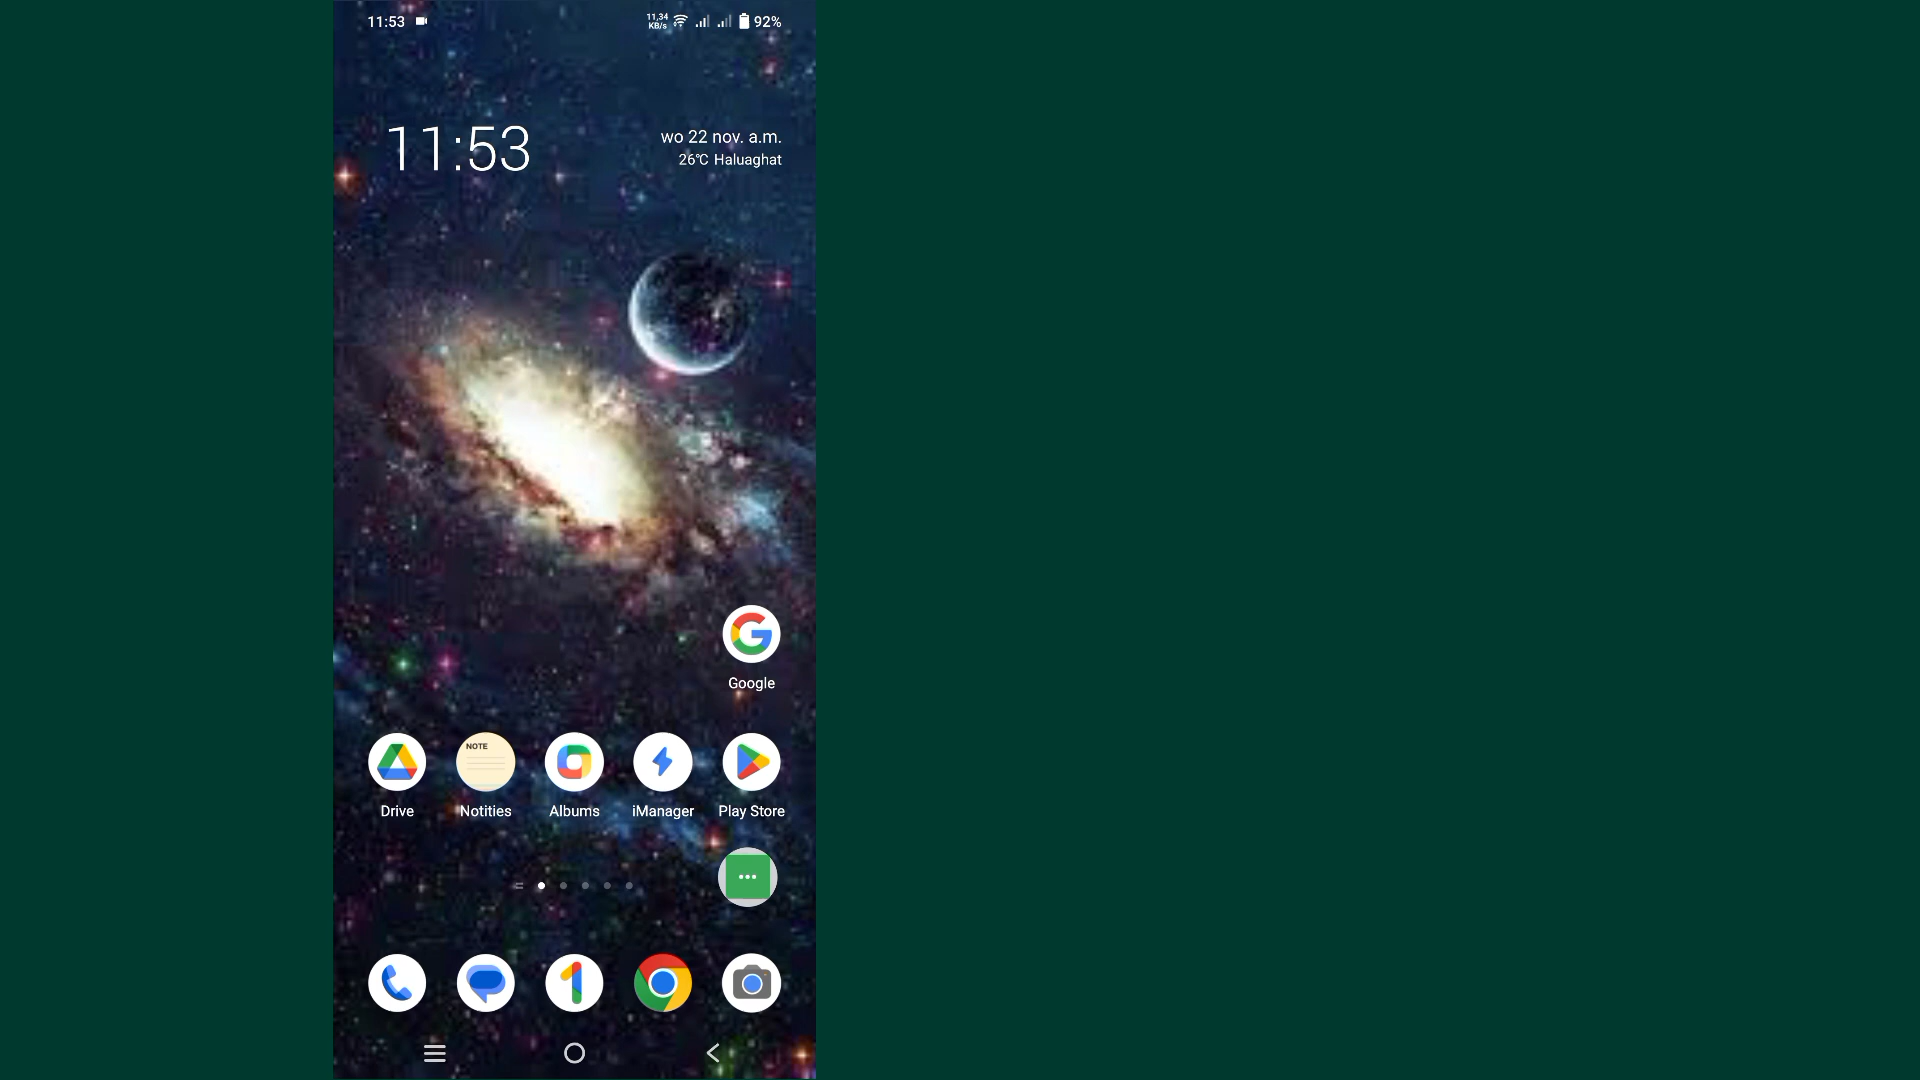 11:53
11,34
KB/s
92%
11:53
wo 22 nov. a.m.
26°C Haluaghat
Google
NOTE
Drive
Notities
Albums
iManager
Play Store